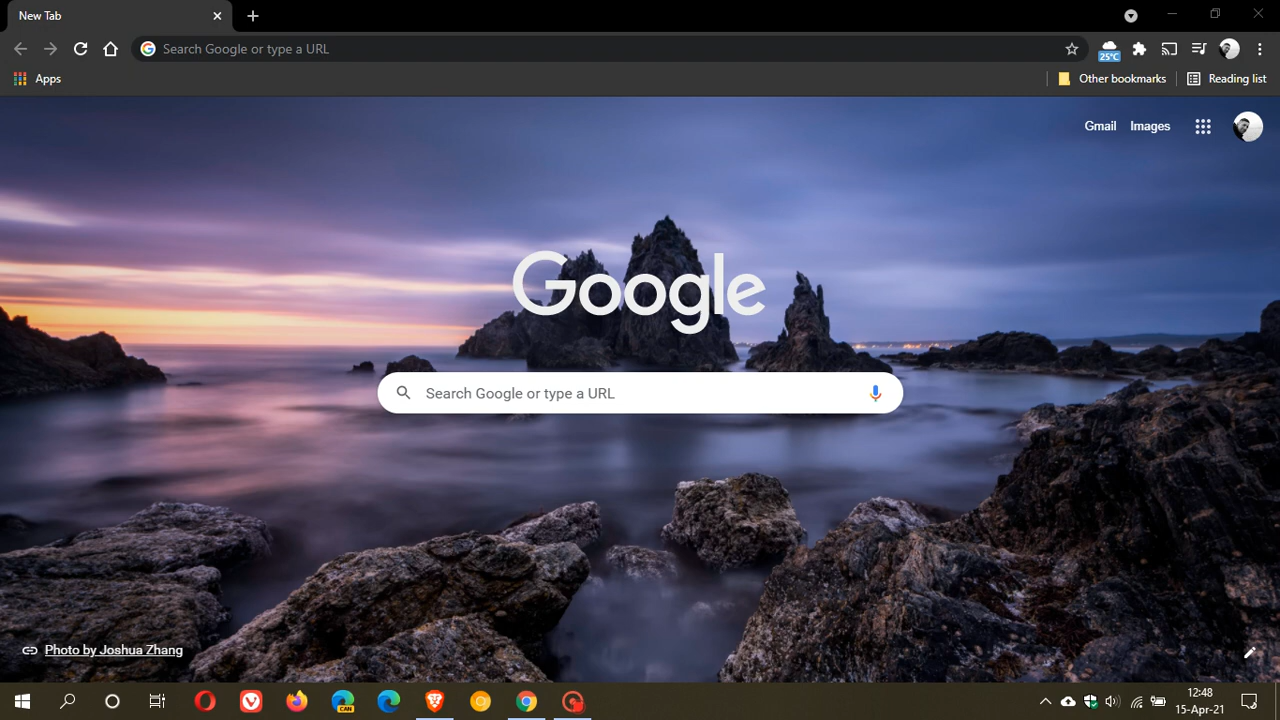 New Tab
Search Google or type a URL
25°C
Apps
Other bookmarks
Reading list
Gmail
Images
Google
Search Google or type a URL
Photo by Joshua Zhang
CAN
12:48
15-Apr-21